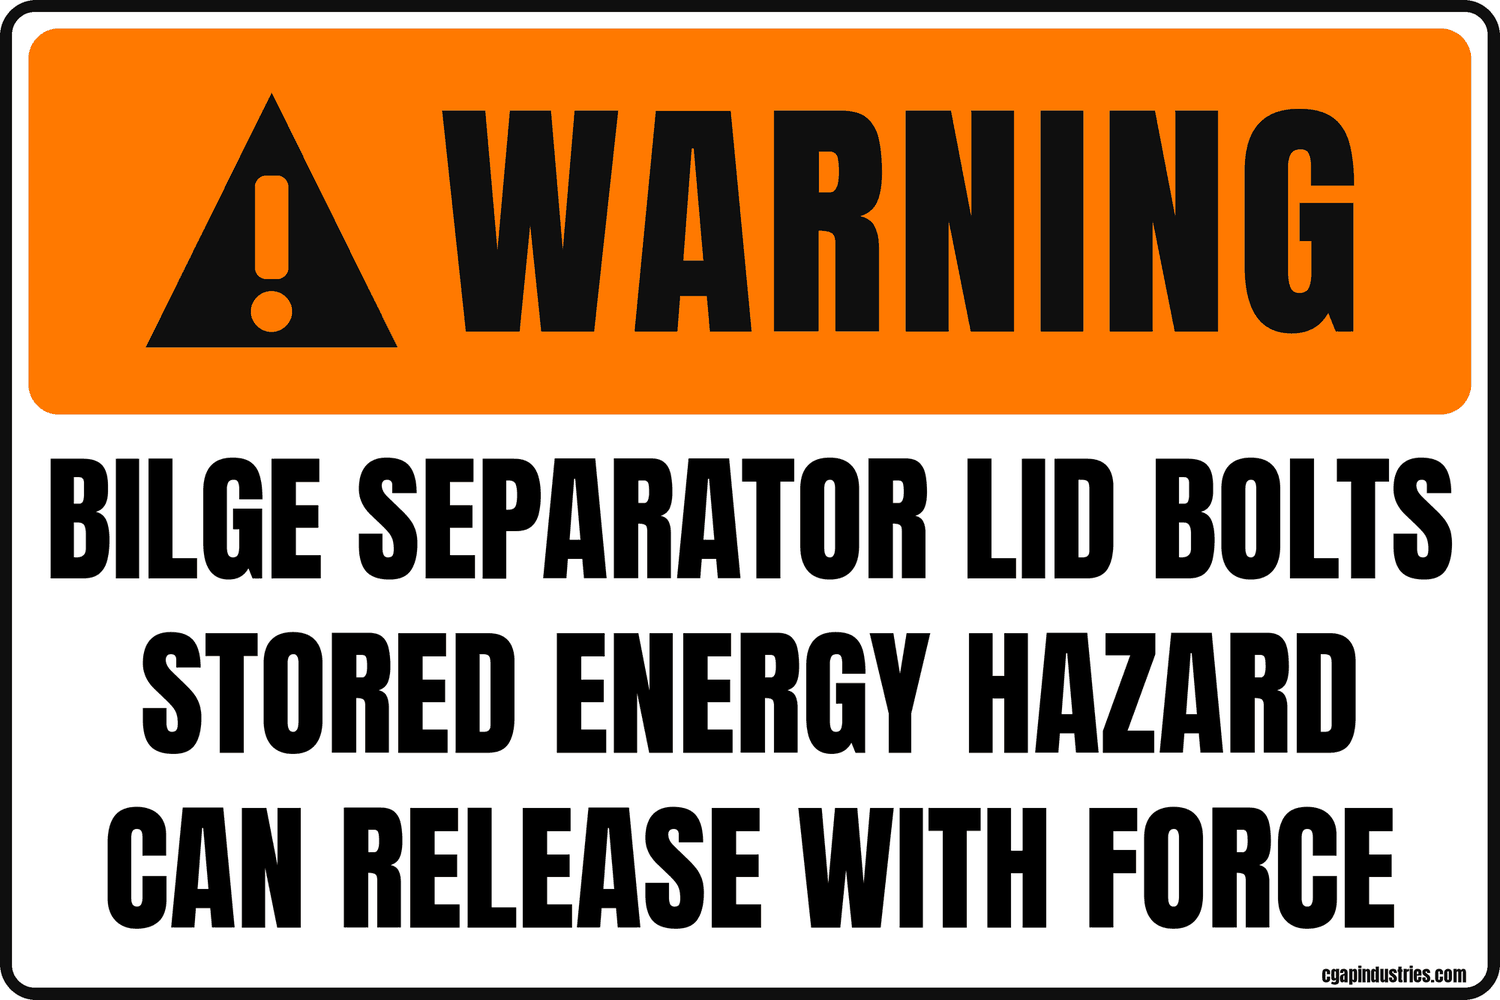 WARNING
BILGE SEPARATOR LID BOLTS
STORED ENERGY HAZARD
CAN RELEASE WITH FORCE
cgapindustries.com